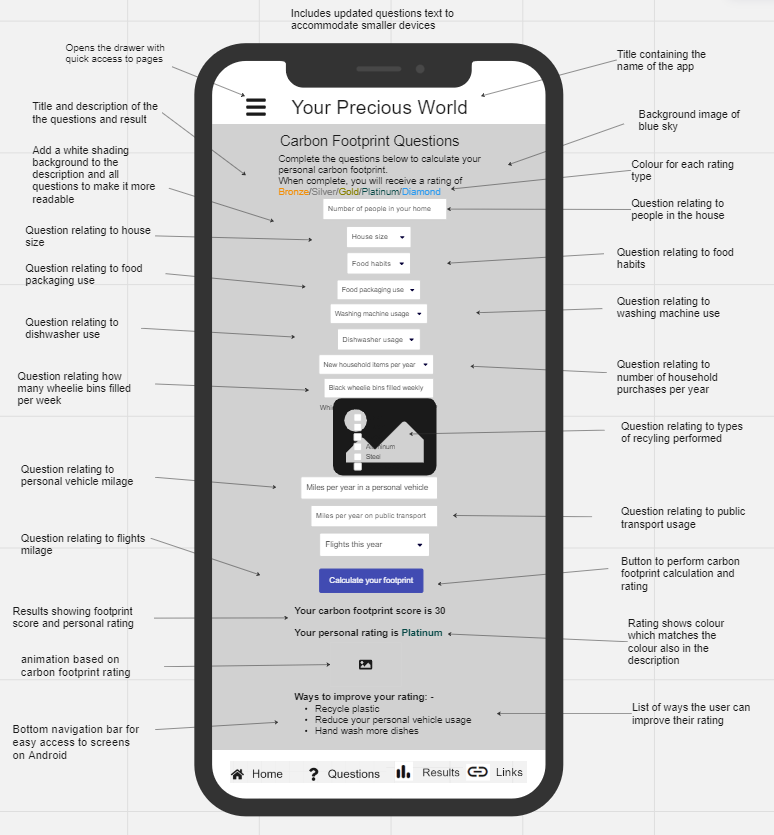 Includes updated questions text to
accommodate smaller devices
Opens the drawer with
quick access to pages
Title containing the
name of the app
Your Precious World
Title and description of the
the questions and result
Background image of
blue sky
Carbon Footprint Questions
Complete the questions below to calculate your
personal carbon footprint.
When complete, you will receive a rating of
Bronze/Silver/Gold/Platinum/Diamond
Add a white shading
background to the
description and all
questions to make it more
readable
Colour for each rating
type
Number of people in your home
Question relating to
people in the house
Question relating to house
size
House size
Food habits
Question relating to food
habits
Question relating to food
packaging use
Food packaging use
Washing machine usage
Question relating to
washing machine use
Question relating to
dishwasher use
Dishwasher usage
New household items per year
Question relating to
number of household
purchases per year
Question relating how
many wheelie bins filled
per week
Black wheelie bins filled weekly
Question relating to types
of recyling performed
Steel
Question relating to
personal vehicle milage
Miles per year in a personal vehicle
Miles per year on public transport
Question relating to public
transport usage
Question relating to flights
milage
Flights this year
Calculate your footprint
Button to perform carbon
footprint calculation and
rating
Results showing footprint
score and personal rating
Your carbon footprint score is 30
Your personal rating is Platinum
Rating shows colour
which matches the
colour also in the
description
animation based on
carbon footprint rating
Ways to improve your rating: -
• Recycle plastic
• Reduce your personal vehicle usage
• Hand wash more dishes
List of ways the user can
improve their rating
Bottom navigation bar for
easy access to screens
on Android
Home Questions Results Links